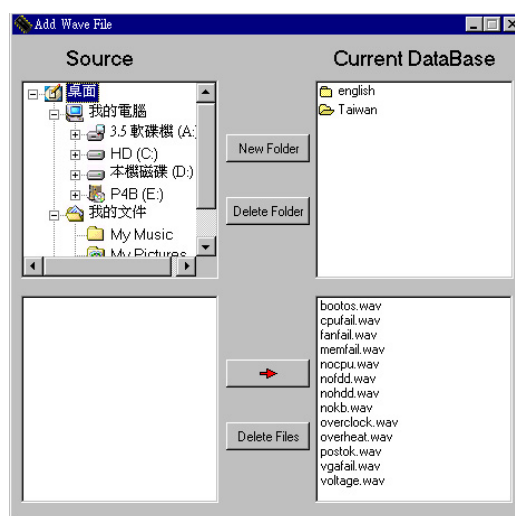 Add Wave File
Source
Current DataBase
桌面
我的電腦
3.5 軟碟機 (A:
HD (C:)
本機磁碟 (D:)
P4B (E:)
我的文件
My Music
My Pictures
New Folder
Delete Folder
english
Taiwan
Delete Files
bootos.wav
cpufail.wav
fanfail.wav
memfail.wav
nocpu.wav
nofdd.wav
nohdd.wav
nokb.wav
overclock.wav
overheat.wav
postok.wav
vgafail.wav
voltage.wav